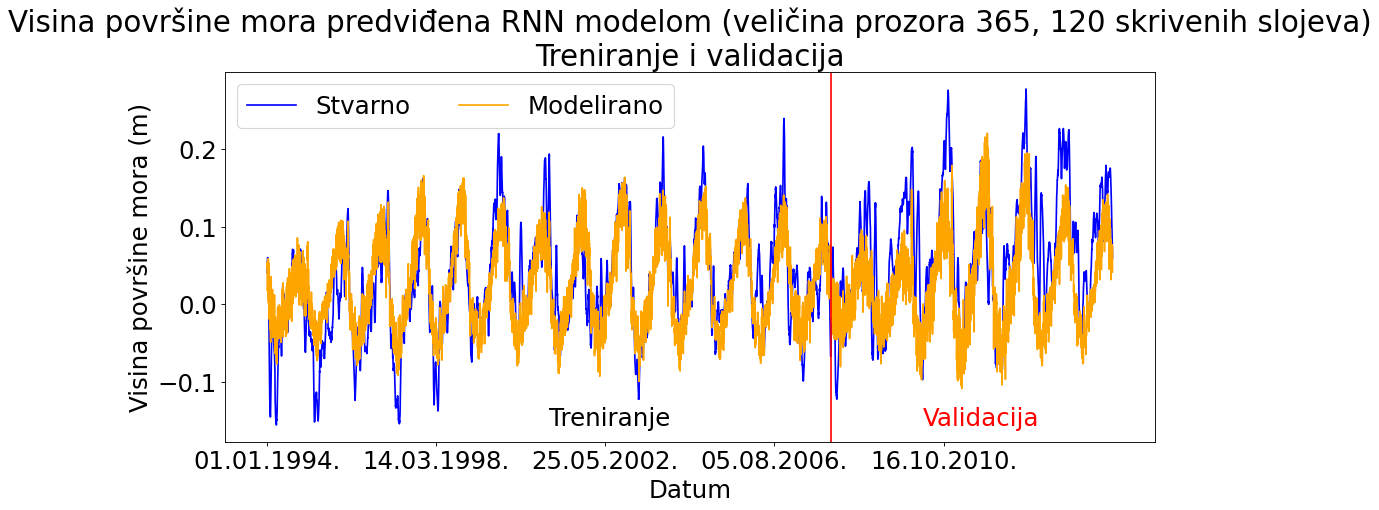 Visina površine mora predviđena RNN modelom (veličina prozora 365, 120 skrivenih slojeva)
Treniranje i validacija
Stvarno Modelirano
Visina površine mora (m)
0.2
0.1
0.0
−0.1
Treniranje Validacija
01.01.1994. 14.03.1998. 25.05.2002. 05.08.2006. 16.10.2010.
Datum